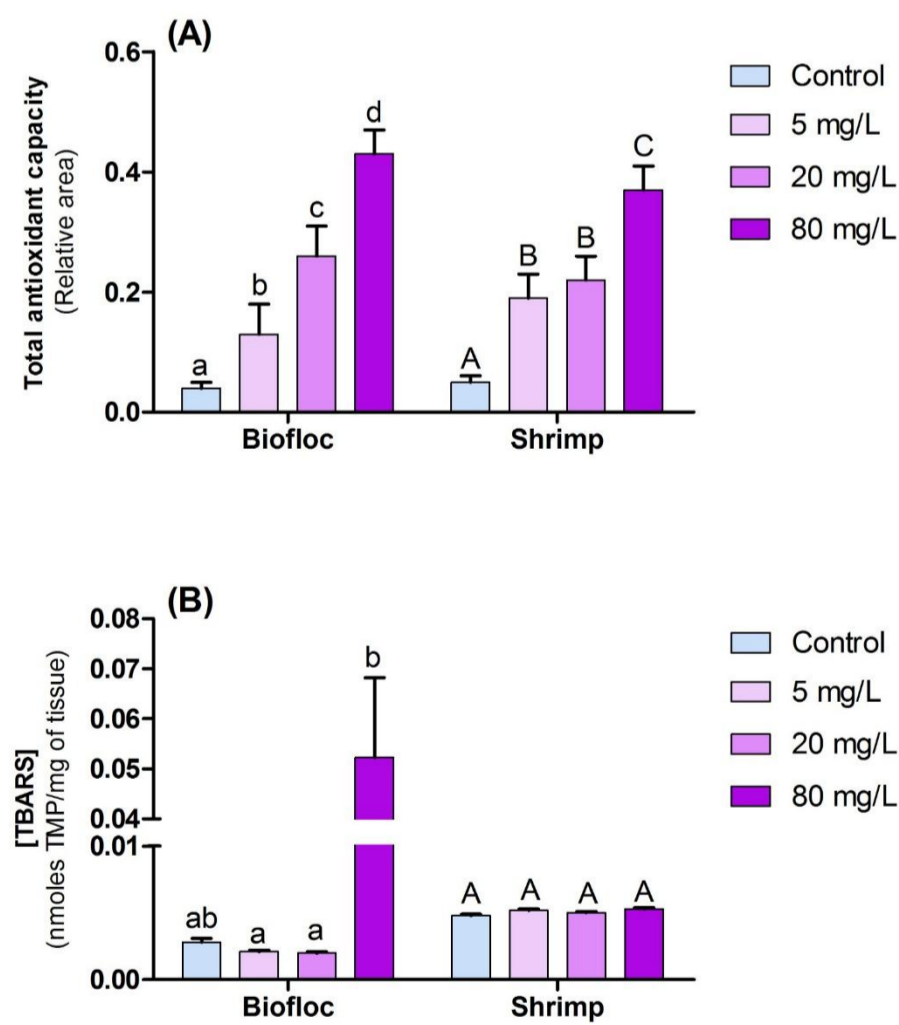 (A)
Total antioxidant capacity
(Relative area)
0.6
0.4
0.2
0.0
a
b
c
d
A
B
B
C
Biofloc
Shrimp
Control
5 mg/L
20 mg/L
80 mg/L
(B)
[TBARS]
(nmoles TMP/mg of tissue)
0.08
0.07
0.06
0.05
0.04
0.01
0.00
ab
a
a
b
A
A
A
A
Biofloc
Shrimp
Control
5 mg/L
20 mg/L
80 mg/L